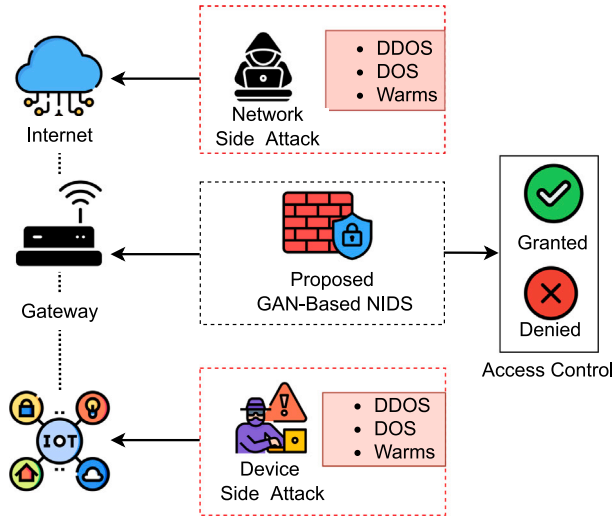 DDOS
DOS
Warms
Network
Side Attack
Internet
Proposed
GAN-Based NIDS
Granted
Denied
Access Control
Gateway
IOT
DDOS
DOS
Warms
Device
Side Attack